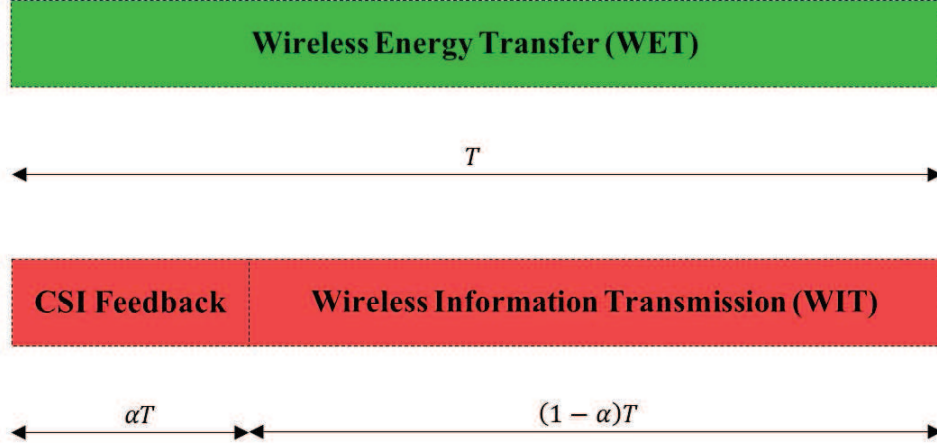 Wireless Energy Transfer (WET)
T
CSI Feedback Wireless Information Transmission (WIT)
αT (1 − α)T